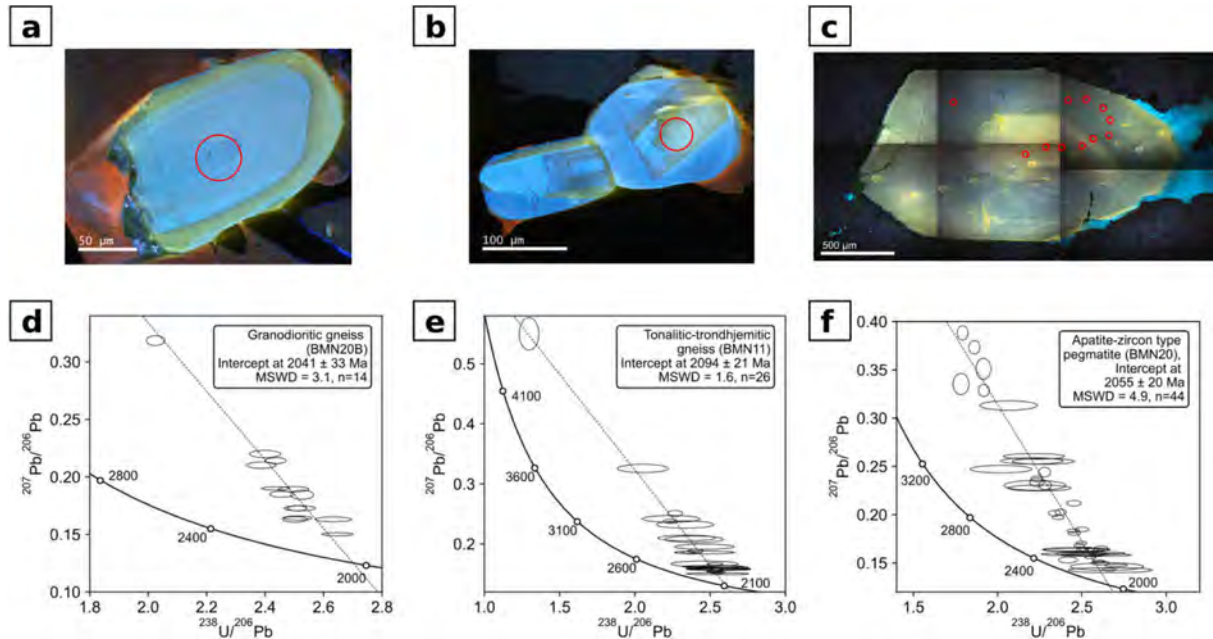 a
b
c
50 µm
100 µm
500 µm
d
Granodioritic gneiss
(BMN20B)
Intercept at 2041 ± 33 Ma
MSWD = 3.1, n=14
0.30
0.25
0.20
0.15
0.10
2800
2400
2000
1.8
2.0
2.2
2.4
2.6
2.8
²⁰⁷Pb/²⁰⁶Pb
²³⁸U/²⁰⁶Pb
e
Tonalitic-trondhjemitic
gneiss (BMN11)
Intercept at 2094 ± 21 Ma
MSWD = 1.6, n=26
0.5
0.4
0.3
0.2
4100
3600
3100
2600
2100
1.0
1.5
2.0
2.5
3.0
²⁰⁷Pb/²⁰⁶Pb
²³⁸U/²⁰⁶Pb
f
Apatite-zircon type
pegmatite (BMN20),
Intercept at
2055 ± 20 Ma
MSWD = 4.9, n=44
0.40
0.35
0.30
0.25
0.20
0.15
3200
2800
2400
2000
1.5
2.0
2.5
3.0
²⁰⁷Pb/²⁰⁶Pb
²³⁸U/²⁰⁶Pb